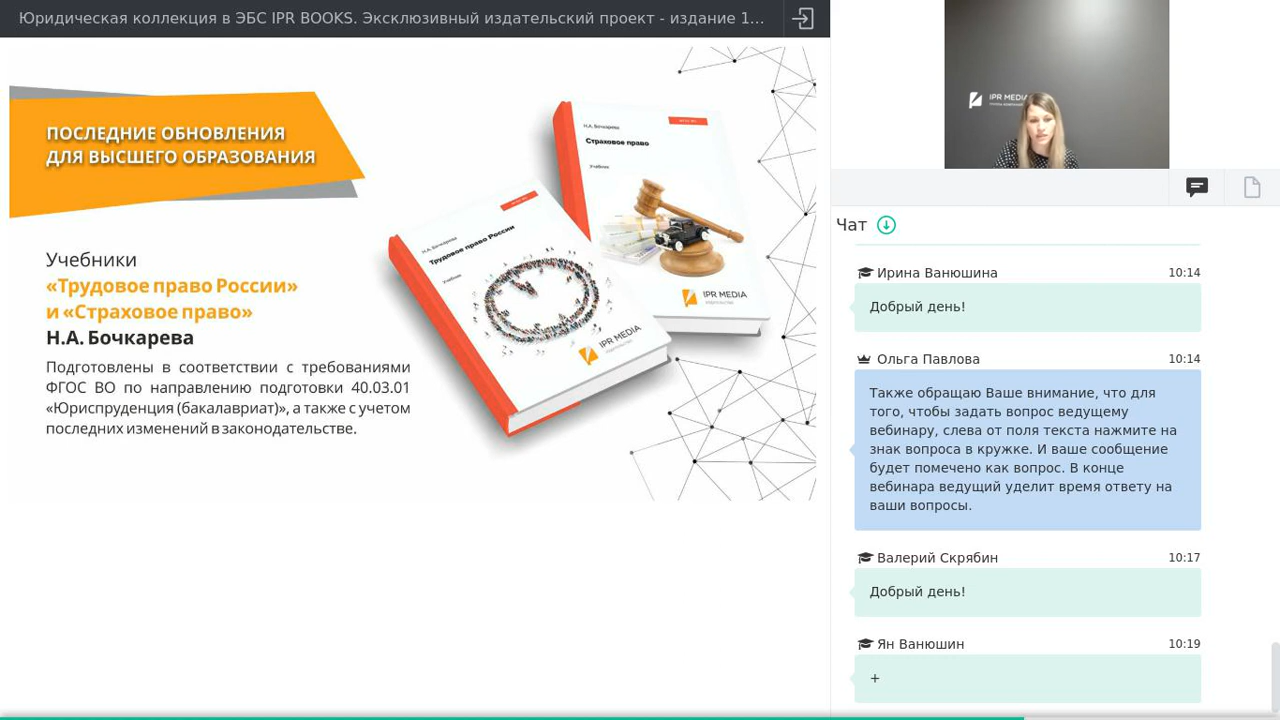 Юридическая коллекция в ЭБС IPR BOOKS. Эксклюзивный издательский проект - издание 1...
ПОСЛЕДНИЕ ОБНОВЛЕНИЯ
ДЛЯ ВЫСШЕГО ОБРАЗОВАНИЯ
Учебники
«Трудовое право России»
и «Страховое право»
Н.А. Бочкарева
Подготовлены в соответствии с требованиями
ФГОС ВО по направлению подготовки 40.03.01
«Юриспруденция (бакалавриат)», а также с учетом
последних изменений в законодательстве.
Н.А. Бочкарева
Страховое право
Учебник
IPR MEDIA
ИЗДАТЕЛЬСТВО
Н.А. Бочкарева
Трудовое право России
Учебник
IPR MEDIA
IPR MEDIA
Чат
Ирина Ванюшина 10:14
Добрый день!
Ольга Павлова 10:14
Также обращаю Ваше внимание, что для
того, чтобы задать вопрос ведущему
вебинару, слева от поля текста нажмите на
знак вопроса в кружке. И ваше сообщение
будет помечено как вопрос. В конце
вебинара ведущий уделит время ответу на
ваши вопросы.
Валерий Скрябин 10:17
Добрый день!
Ян Ванюшин 10:19
+